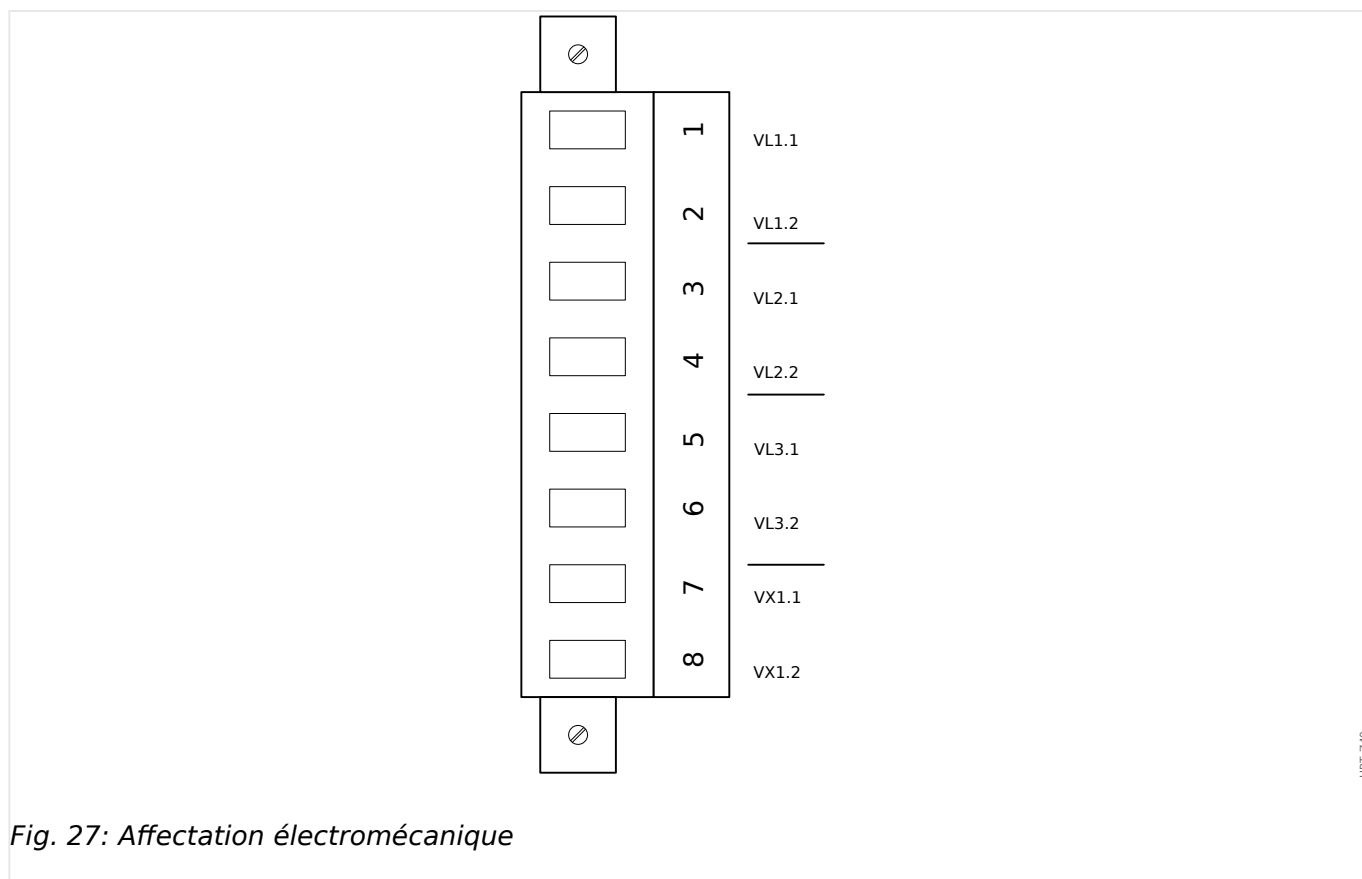 1 VL1.1
2 VL1.2
3 VL2.1
4 VL2.2
5 VL3.1
6 VL3.2
7 VX1.1
8 VX1.2
Fig. 27: Affectation électromécanique